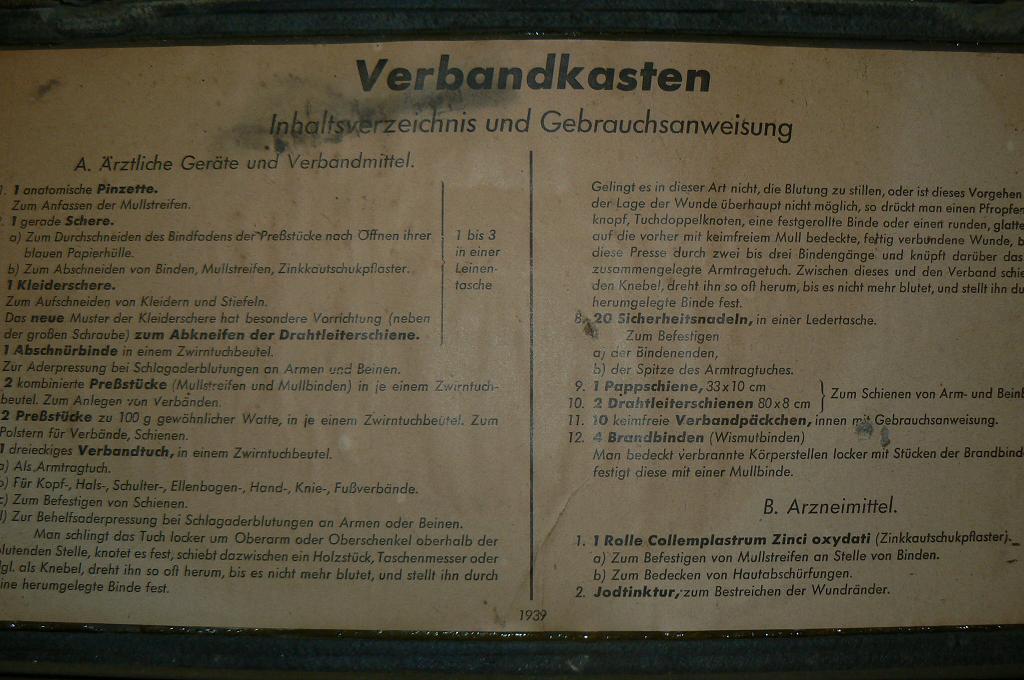 Verbandkasten
Inhaltsverzeichnis und Gebrauchsanweisung
A. Ärztliche Geräte und Verbandmittel.
1. 1 anatomische Pinzette.
Zum Anfassen der Mullstreifen.
1 gerade Schere.
a) Zum Durchschneiden des Bindfadens der Preßstücke nach Öffnen ihrer
blauen Papierhülle.
b) Zum Abschneiden von Binden, Mullstreifen, Zinkkautschukpflaster.
1 Kleiderschere.
Zum Aufschneiden von Kleidern und Stiefeln.
Das neue Muster der Kleiderschere hat besondere Vorrichtung (neben
der großen Schraube) zum Abkneifen der Drahtleiterschiene.
1 bis 3
in einer
Leinen-
tasche
1 Abschnürbinde in einem Zwirntuchbeutel.
Zur Aderpressung bei Schlagaderblutungen an Armen und Beinen.
2 kombinierte Preßstücke (Mullstreifen und Mullbinden) in je einem Zwirntuch-
beutel. Zum Anlegen von Verbänden.
2 Preßstücke zu 100 g gewöhnlicher Watte, in je einem Zwirntuchbeutel. Zum
Polstern für Verbände, Schienen.
1 dreieckiges Verbandtuch, in einem Zwirntuchbeutel.
a) Als Armtragtuch.
b) Für Kopf-, Hals-, Schulter-, Ellenbogen-, Hand-, Knie-, Fußverbände.
c) Zum Befestigen von Schienen.
d) Zur Behelfsaderpressung bei Schlagaderblutungen an Armen oder Beinen.
Man schlingt das Tuch locker um Oberarm oder Oberschenkel oberhalb der
blutenden Stelle, knotet es fest, schiebt dazwischen ein Holzstück, Taschenmesser oder
dgl. als Knebel, dreht ihn so oft herum, bis es nicht mehr blutet, und stellt ihn durch
eine herumgelegte Binde fest.
Gelingt es in dieser Art nicht, die Blutung zu stillen, oder ist dieses Vorgehen
der Lage der Wunde überhaupt nicht möglich, so drückt man einen Pfropfen
knopf, Tuchdoppelknoten, eine festgerollte Binde oder einen runden, glatte
auf die vorher mit keimfreiem Mull bedeckte, fertig verbundene Wunde, b
diese Presse durch zwei bis drei Bindengänge und knüpft darüber das
zusammengelegte Armtragetuch. Zwischen dieses und den Verband schie
den Knebel, dreht ihn so oft herum, bis es nicht mehr blutet, und stellt ihn du
herumgelegte Binde fest.
8. 20 Sicherheitsnadeln, in einer Ledertasche.
Zum Befestigen
a) der Bindenenden,
b) der Spitze des Armtragtuches.
9. 1 Pappschiene, 33x10 cm
10. 2 Drahtleiterschienen 80x8 cm
Zum Schienen von Arm- und Beinb
11. 10 keimfreie Verbandpäckchen, innen mit Gebrauchsanweisung.
12. 4 Brandbinden (Wismutbinden)
Man bedeckt verbrannte Körperstellen locker mit Stücken der Brandbinde
festigt diese mit einer Mullbinde.
B. Arzneimittel.
1. 1 Rolle Collemplastrum Zinci oxydati (Zinkkautschukpflaster).
a) Zum Befestigen von Mullstreifen an Stelle von Binden.
b) Zum Bedecken von Hautabschürfungen.
2. Jodtinktur, zum Bestreichen der Wundränder.
1939